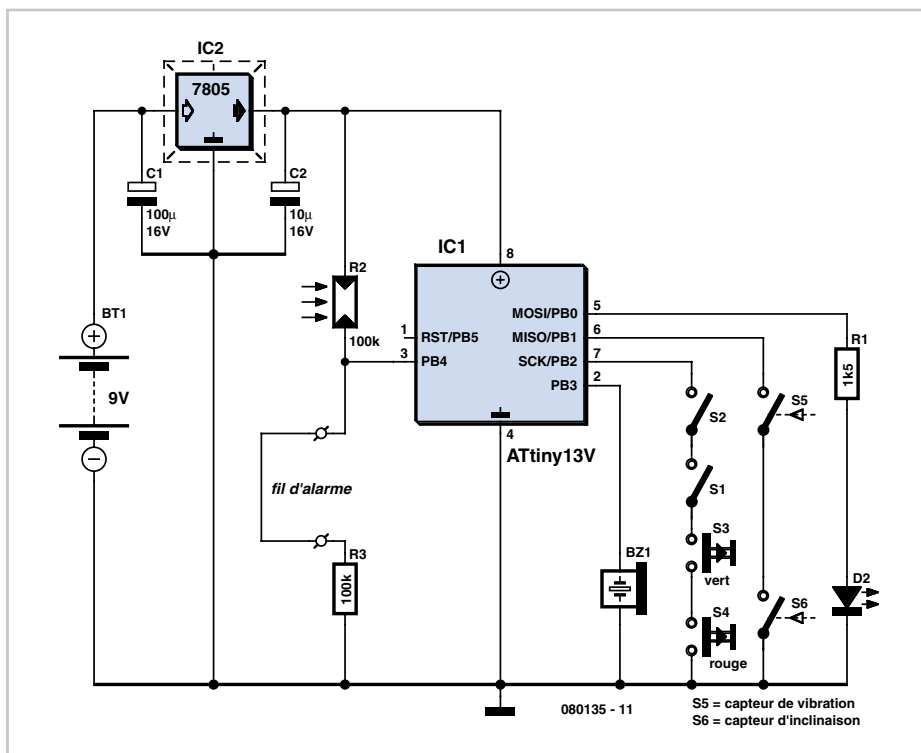 IC2
7805
C1
100µ
16V
C2
10µ
16V
IC1
R2
100k
8
1
RST/PB5
3
PB4
MOSI/PB0
5
MISO/PB1
6
SCK/PB2
7
PB3
2
4
ATtiny13V
R1
1k5
BT1
9V
fil d'alarme
S2
S5
S1
R3
100k
BZ1
S3
vert
S4
rouge
S6
D2
080135 - 11
S5 = capteur de vibration
S6 = capteur d'inclinaison